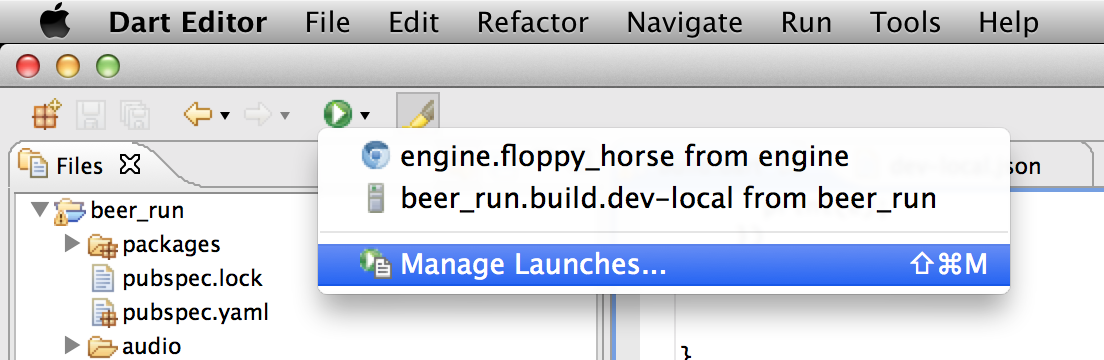 Dart Editor File Edit Refactor Navigate Run Tools Help
Files
engine.floppy_horse from engine
beer_run.build.dev-local from beer_run
Manage Launches... ⇧⌘M
dev-local.json
beer_run
packages
pubspec.lock
pubspec.yaml
audio
}